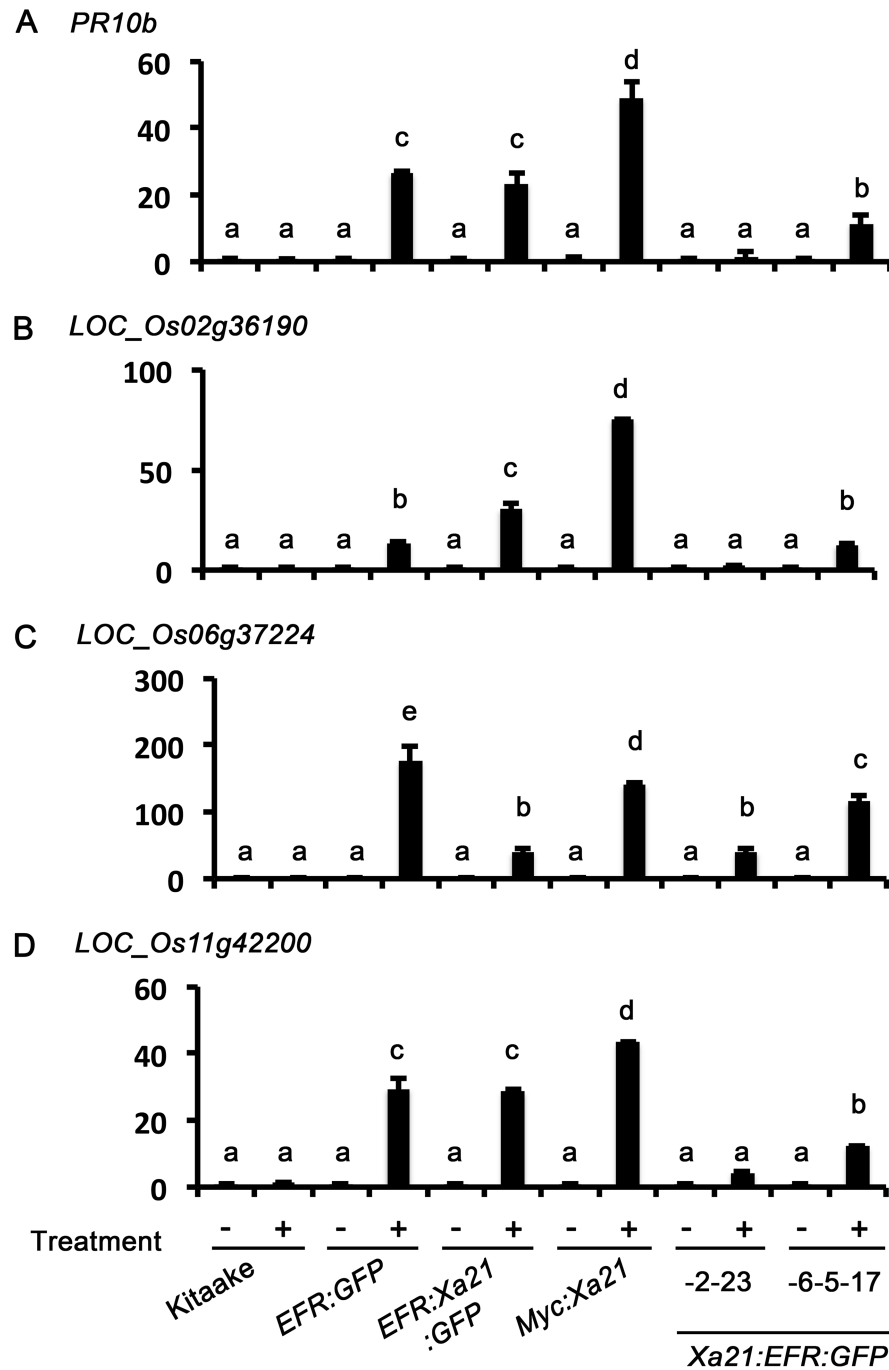 A PR10b
60
d
c c
40
b
20
a a a a a a a a
0
B LOC_Os02g36190
100
d
c
50
b b
a a a a a a a a
0
C LOC_Os06g37224
300
e
d
200
c
b b
100
a a a a a a a
0
D LOC_Os11g42200
60
d
c c
40
b
20
a a a a a a a a
0
Treatment - + - + - + - + - + - +
Kitaake EFR:GFP EFR:Xa21 Myc:Xa21 -2-23 -6-5-17
:GFP
Xa21:EFR:GFP